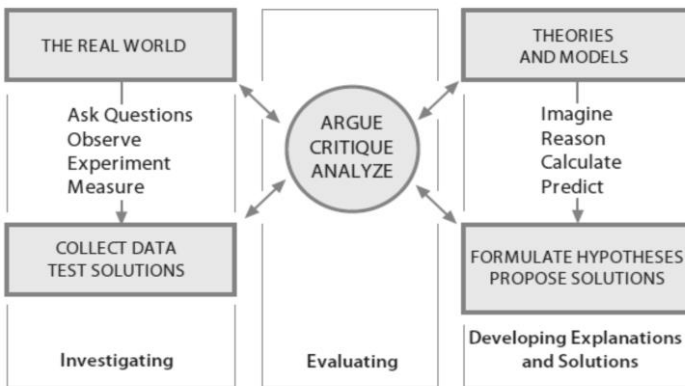 THE REAL WORLD
Ask Questions
Observe
Experiment
Measure
COLLECT DATA
TEST SOLUTIONS
Investigating
ARGUE
CRITIQUE
ANALYZE
Evaluating
THEORIES
AND MODELS
Imagine
Reason
Calculate
Predict
FORMULATE HYPOTHESES
PROPOSE SOLUTIONS
Developing Explanations
and Solutions